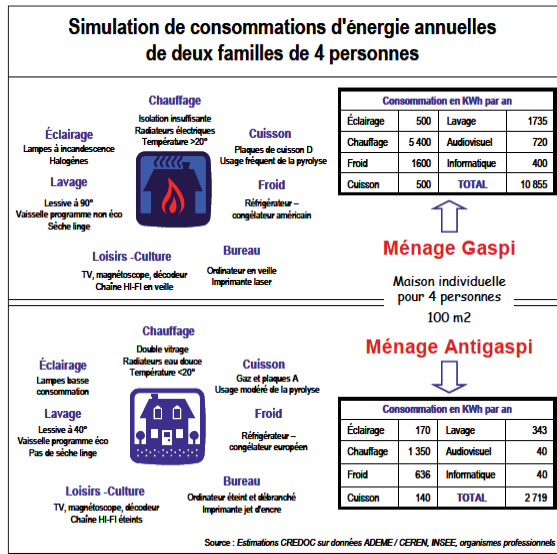 Simulation de consommations d'énergie annuelles
de deux familles de 4 personnes
Chauffage
Isolation insuffisante
Radiateurs électriques
Température >20°
Éclairage
Lampes à incandescence
Halogènes
Cuisson
Plaques de cuisson D
Usage fréquent de la pyrolyse
Lavage
Lessive à 90°
Vaisselle programme non éco
Sèche linge
Froid
Réfrigérateur –
congélateur américain
Loisirs -Culture
TV, magnétoscope, décodeur
Chaîne HI-FI en veille
Bureau
Ordinateur en veille
Imprimante laser
Consommation en KWh par an
Éclairage 500 Lavage 1735
Chauffage 5 400 Audiovisuel 720
Froid 1600 Informatique 400
Cuisson 500 TOTAL 10 855
Ménage Gaspi
Maison individuelle
pour 4 personnes
100 m2
Ménage Antigaspi
Chauffage
Double vitrage
Radiateurs eau douce
Température <20°
Éclairage
Lampes basse
consommation
Cuisson
Gaz et plaques A
Usage modéré de la pyrolyse
Lavage
Lessive à 40°
Vaisselle programme éco
Pas de sèche linge
Froid
Réfrigérateur –
congélateur européen
Loisirs -Culture
TV, magnétoscope, décodeur
Chaîne HI-FI éteints
Bureau
Ordinateur éteint et débranché
Imprimante jet d'encre
Consommation en KWh par an
Éclairage 170 Lavage 343
Chauffage 1 350 Audiovisuel 40
Froid 636 Informatique 40
Cuisson 140 TOTAL 2 719
Source : Estimations CREDOC sur données ADEME / CEREN, INSEE, organismes professionnels